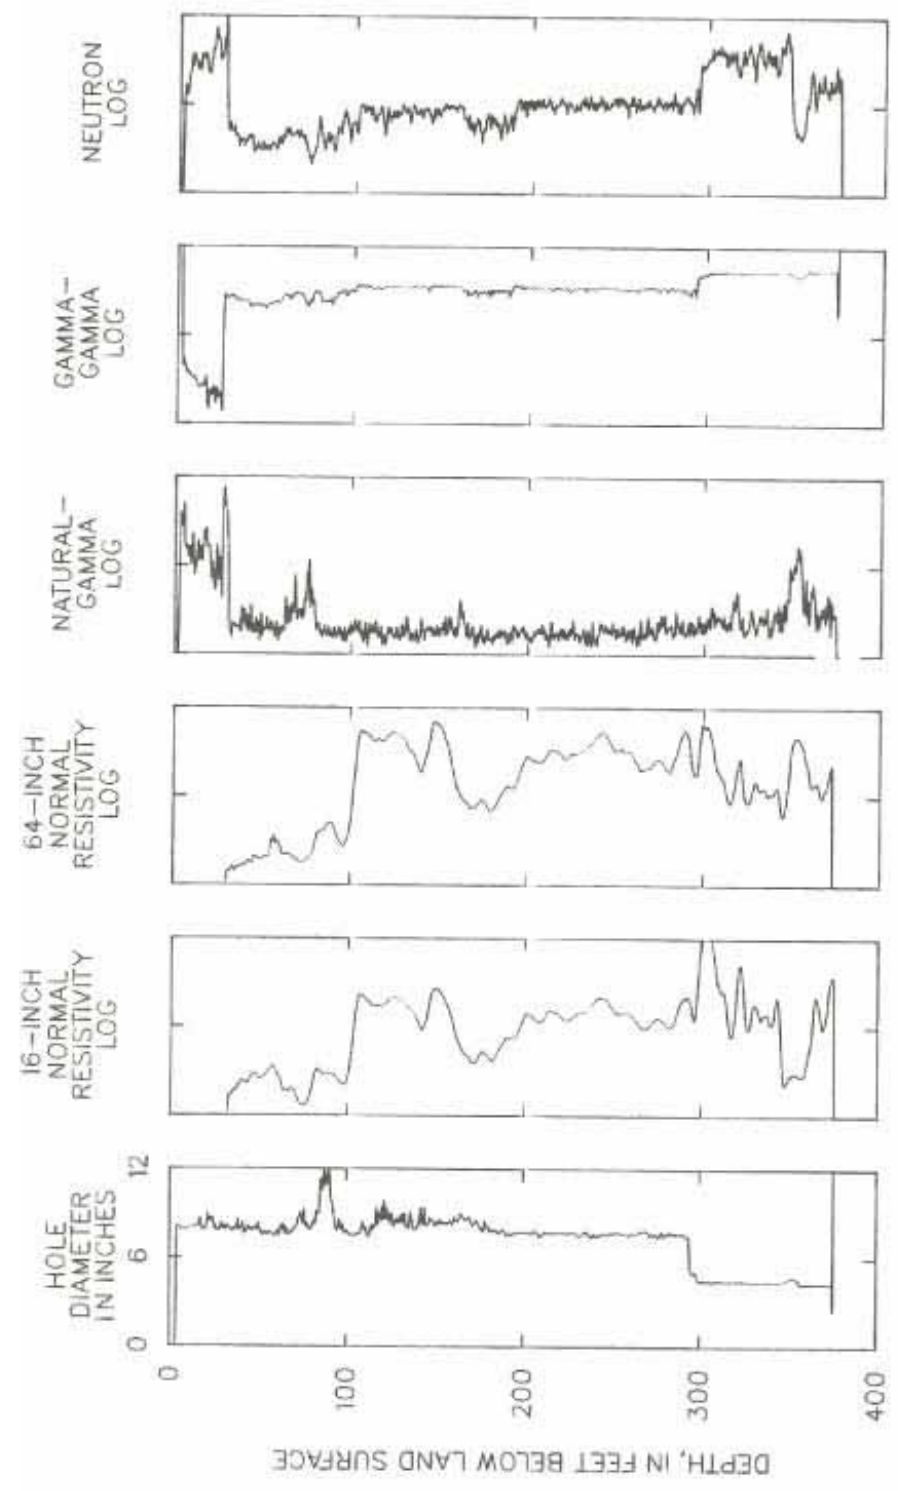 NEUTRON
LOG
GAMMA-
GAMMA
LOG
NATURAL-
GAMMA
LOG
64-INCH
NORMAL
RESISTIVITY
LOG
16-INCH
NORMAL
RESISTIVITY
LOG
HOLE
DIAMETER
IN INCHES
12
6
0
0
100
200
300
400
DEPTH, IN FEET BELOW LAND SURFACE